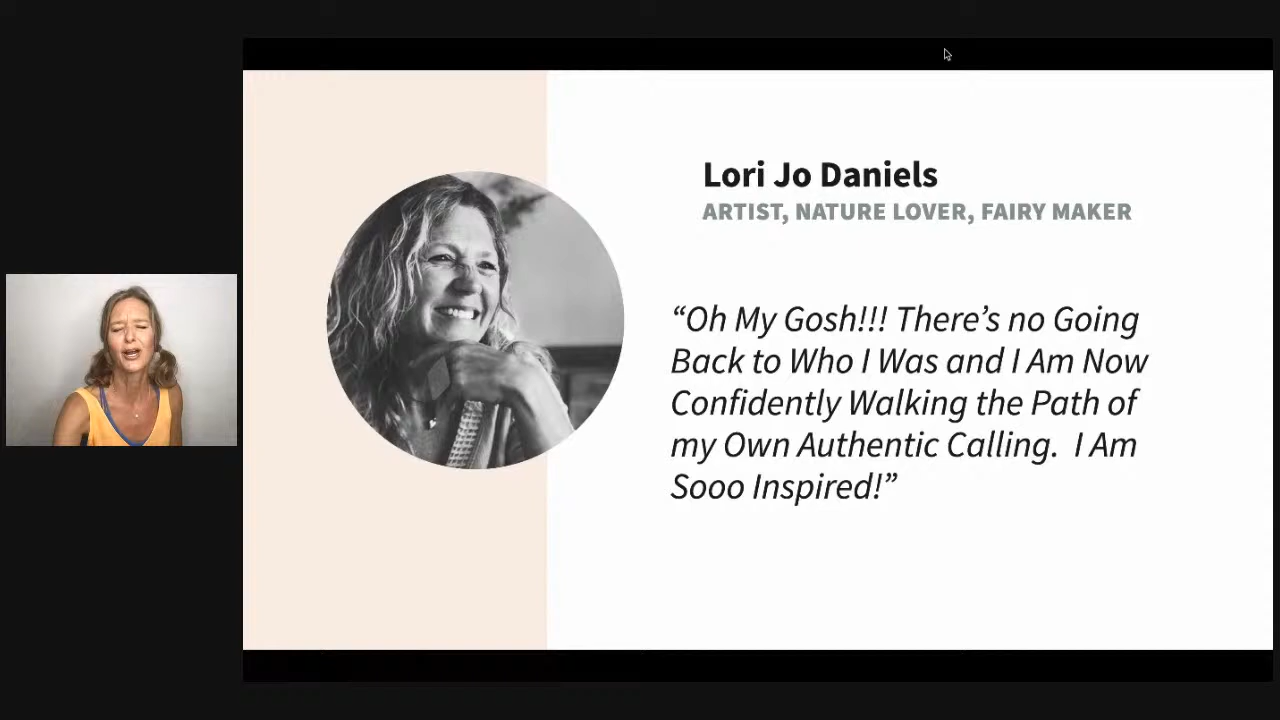 Lori Jo Daniels
ARTIST, NATURE LOVER, FAIRY MAKER
“Oh My Gosh!!! There’s no Going
Back to Who I Was and I Am Now
Confidently Walking the Path of
my Own Authentic Calling.  I Am
Sooo Inspired!”